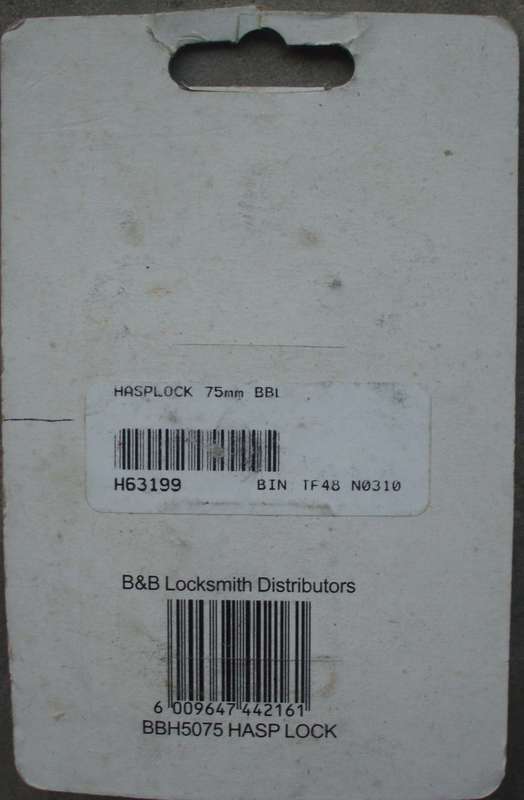 HASPLOCK 75mm BBL
H63199 BIN TF48 N0310
B&B Locksmith Distributors
6 009647 442161
BBH5075 HASP LOCK